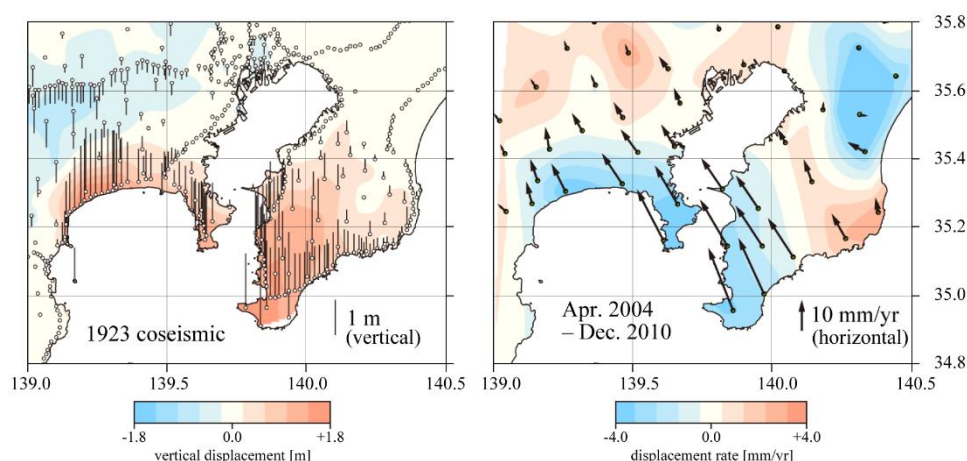 1923 coseismic
1 m
(vertical)
139.0
139.5
140.0
140.5
-1.8
0.0
+1.8
vertical displacement [m]
Apr. 2004
– Dec. 2010
10 mm/yr
(horizontal)
35.8
35.6
35.4
35.2
35.0
34.8
139.0
139.5
140.0
140.5
-4.0
0.0
+4.0
displacement rate [mm/yr]